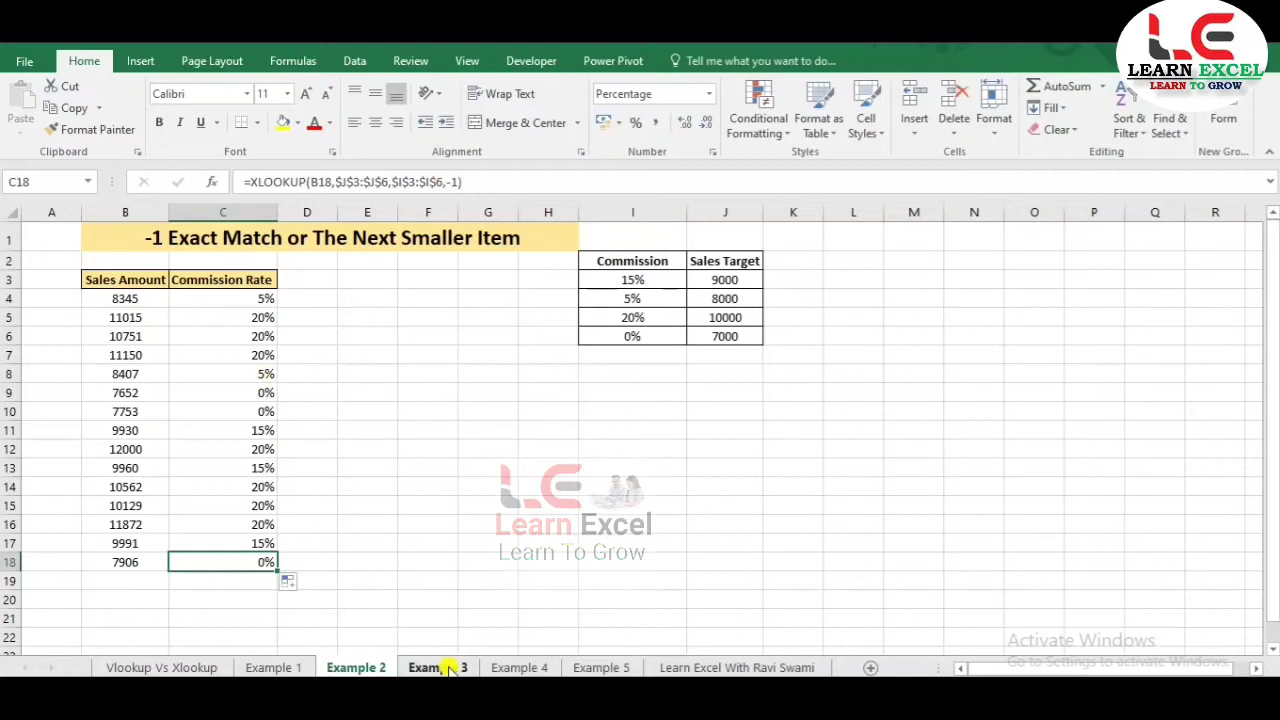 LEARN EXCEL
LEARN TO GROW
File Home Insert Page Layout Formulas Data Review View Developer Power Pivot Tell me what you want to do...
Paste Cut Copy Format Painter Clipboard
Calibri 11 B I U A Font
Wrap Text Merge & Center Alignment
Percentage % Number
Conditional Formatting Format as Table Cell Styles Styles
Insert Delete Format Cells
AutoSum Fill Clear Sort & Filter Find & Select Editing
Form New Gro...
C18 fx =XLOOKUP(B18,$J$3:$J$6,$I$3:$I$6,-1)
A B C D E F G H I J K L M N O P Q R
1 -1 Exact Match or The Next Smaller Item
2 Commission Sales Target
3 Sales Amount Commission Rate 15% 9000
4 8345 5% 5% 8000
5 11015 20% 20% 10000
6 10751 20% 0% 7000
7 11150 20%
8 8407 5%
9 7652 0%
10 7753 0%
11 9930 15%
12 12000 20%
13 9960 15%
14 10562 20%
15 10129 20%
16 11872 20%
17 9991 15%
18 7906 0%
19
20
21
22
Learn Excel
Learn To Grow
Activate Windows
Go to Settings to activate Windows.
Vlookup Vs Xlookup Example 1 Example 2 Example 3 Example 4 Example 5 Learn Excel With Ravi Swami